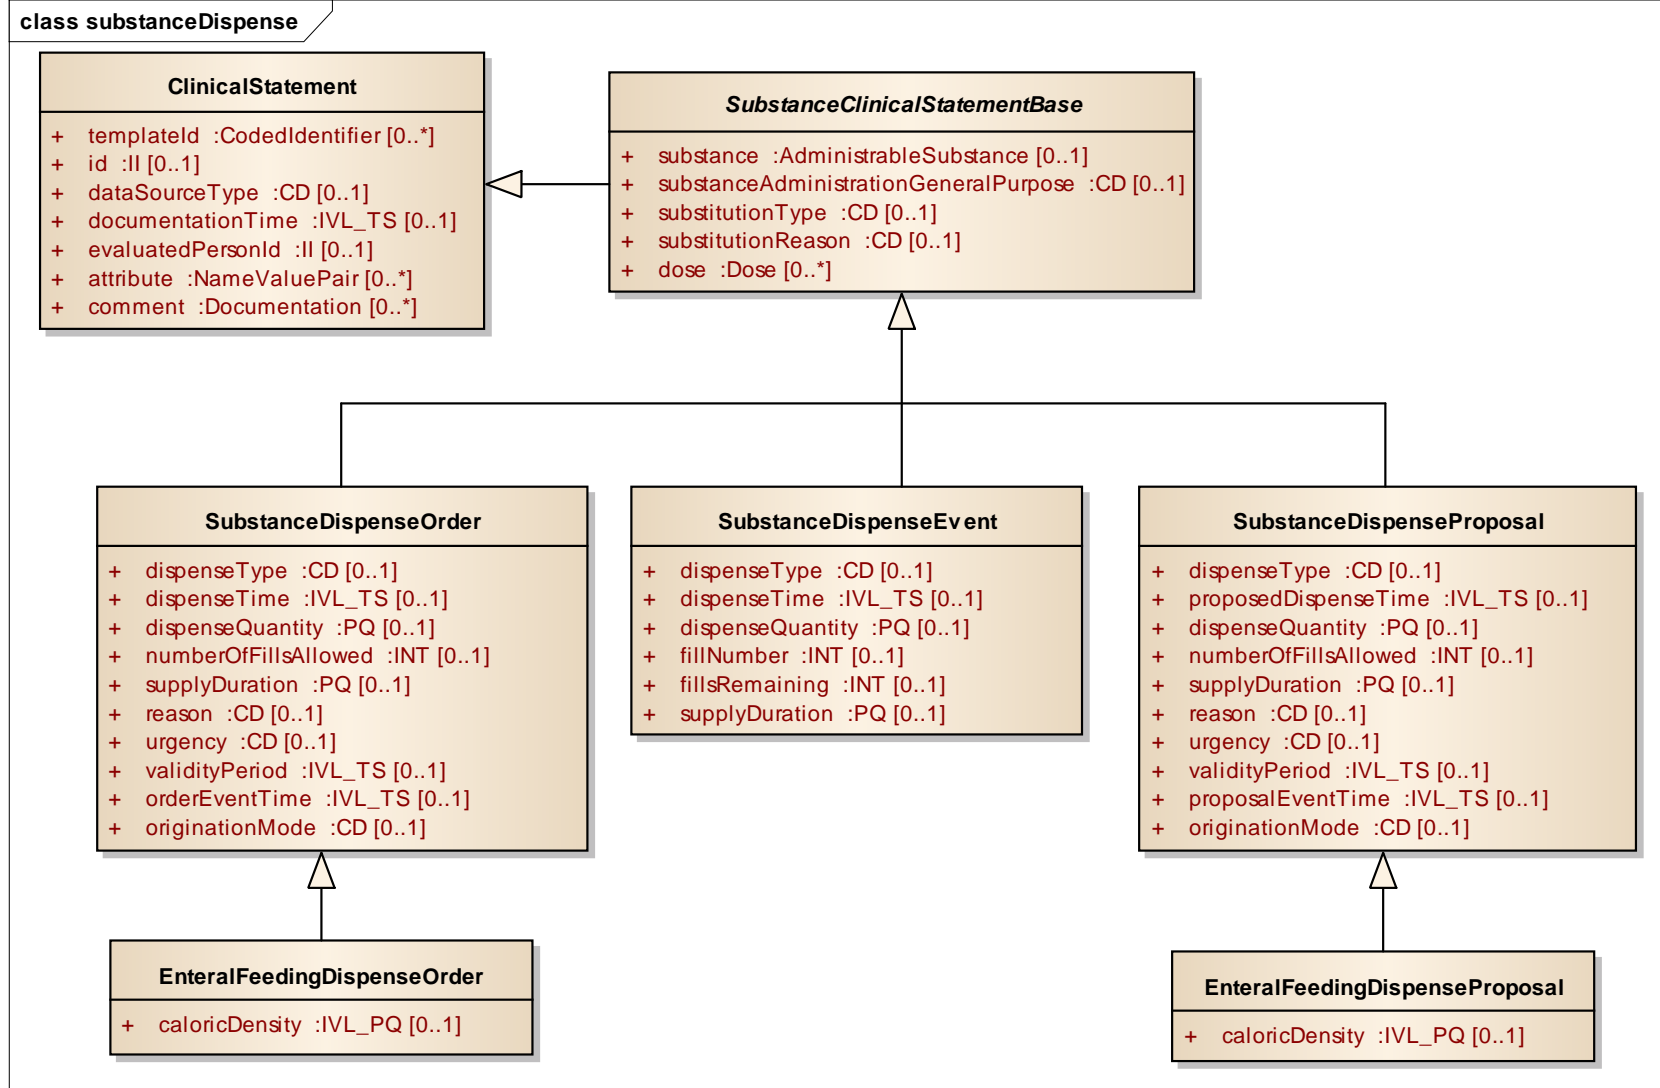 class substanceDispense
ClinicalStatement
+ templateId :CodedIdentifier [0..*]
+ id :II [0..1]
+ dataSourceType :CD [0..1]
+ documentationTime :IVL_TS [0..1]
+ evaluatedPersonId :II [0..1]
+ attribute :NameValuePair [0..*]
+ comment :Documentation [0..*]
SubstanceClinicalStatementBase
+ substance :AdministrableSubstance [0..1]
+ substanceAdministrationGeneralPurpose :CD [0..1]
+ substitutionType :CD [0..1]
+ substitutionReason :CD [0..1]
+ dose :Dose [0..*]
SubstanceDispenseOrder
+ dispenseType :CD [0..1]
+ dispenseTime :IVL_TS [0..1]
+ dispenseQuantity :PQ [0..1]
+ numberOfFillsAllowed :INT [0..1]
+ supplyDuration :PQ [0..1]
+ reason :CD [0..1]
+ urgency :CD [0..1]
+ validityPeriod :IVL_TS [0..1]
+ orderEventTime :IVL_TS [0..1]
+ originationMode :CD [0..1]
SubstanceDispenseEvent
+ dispenseType :CD [0..1]
+ dispenseTime :IVL_TS [0..1]
+ dispenseQuantity :PQ [0..1]
+ fillNumber :INT [0..1]
+ fillsRemaining :INT [0..1]
+ supplyDuration :PQ [0..1]
SubstanceDispenseProposal
+ dispenseType :CD [0..1]
+ proposedDispenseTime :IVL_TS [0..1]
+ dispenseQuantity :PQ [0..1]
+ numberOfFillsAllowed :INT [0..1]
+ supplyDuration :PQ [0..1]
+ reason :CD [0..1]
+ urgency :CD [0..1]
+ validityPeriod :IVL_TS [0..1]
+ proposalEventTime :IVL_TS [0..1]
+ originationMode :CD [0..1]
EnteralFeedingDispenseOrder
+ caloricDensity :IVL_PQ [0..1]
EnteralFeedingDispenseProposal
+ caloricDensity :IVL_PQ [0..1]